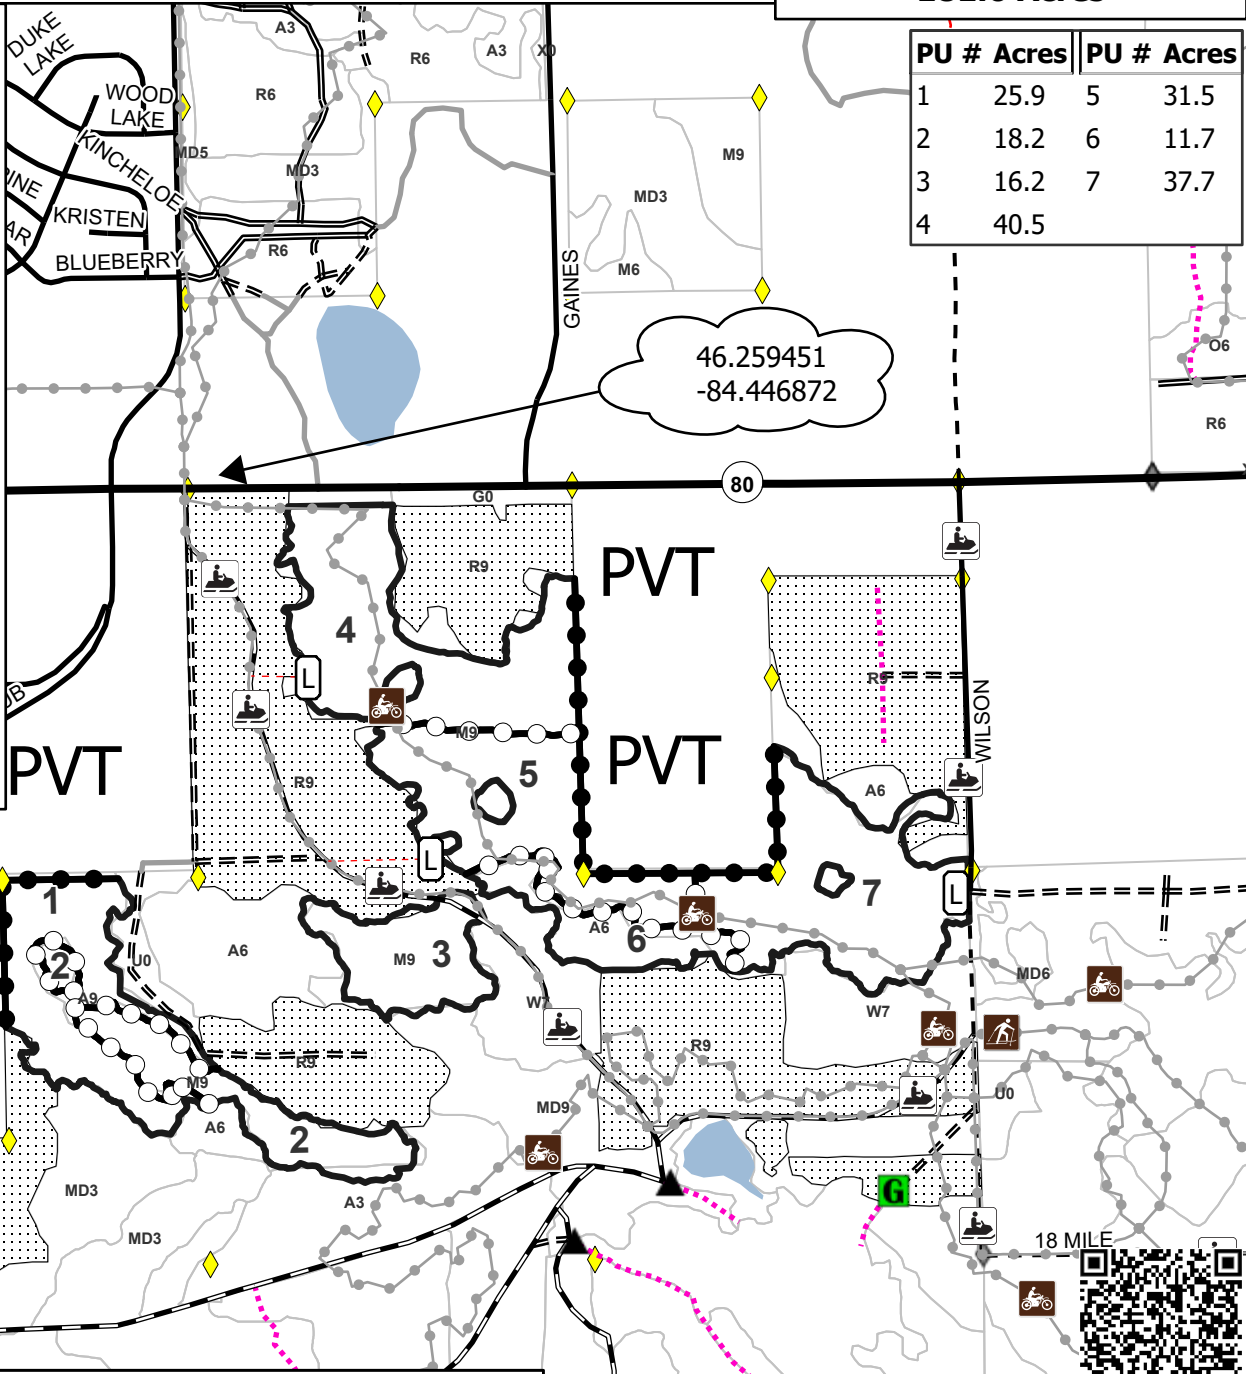 PU # Acres PU # Acres
1 25.9 5 31.5
2 18.2 6 11.7
3 16.2 7 37.7
4 40.5
DUKE
LAKE
WOOD
LAKE
KINCHELOE
KRISTEN
BLUEBERRY
GAINES
A3
R6
A3
R6
MD5
MD3
R6
M9
MD3
M6
O6
R6
46.259451
-84.446872
80
G0
R9
PVT
4
L
M9
PVT
5
R9
PVT
R5
WILSON
A6
L
7
L
1
2
A9
U0
A6
M9
3
A6
6
W7
W7
MD6
R9
R9
M9
A6
2
MD9
U0
MD3
MD3
A3
G
18 MILE